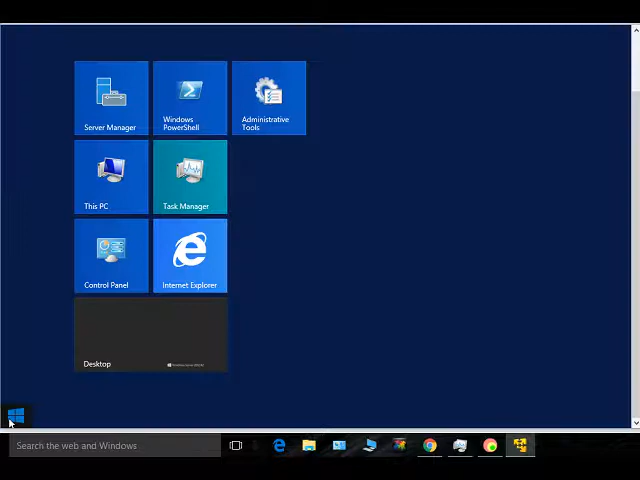 Server Manager
Windows
PowerShell
Administrative
Tools
This PC
Task Manager
Control Panel
Internet Explorer
Desktop
Search the web and Windows